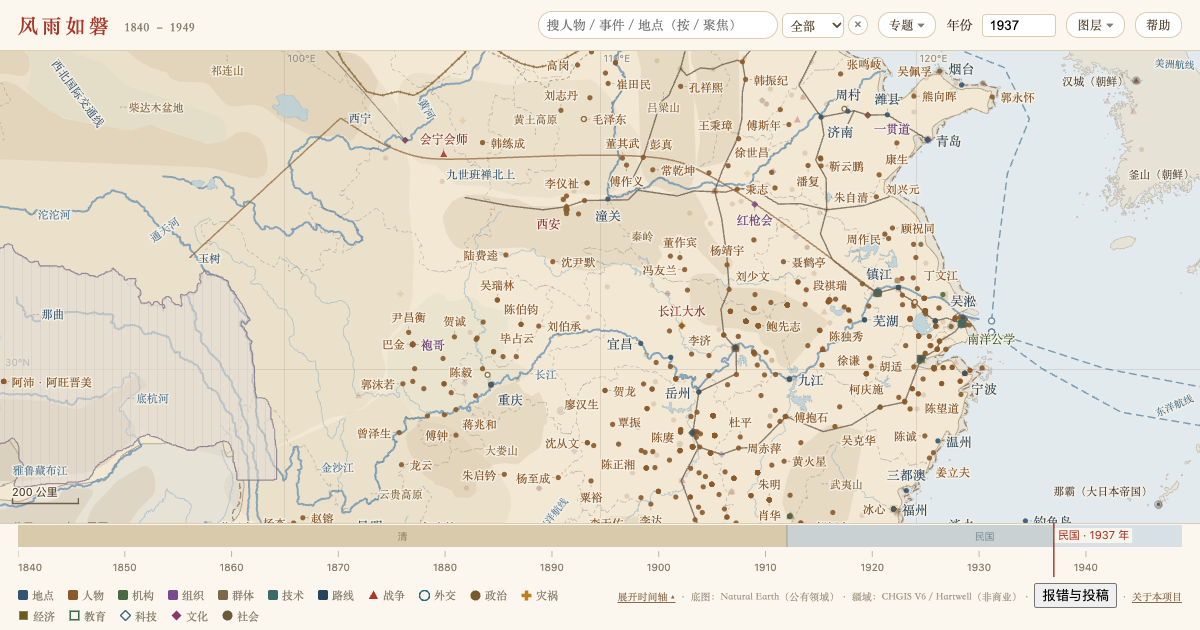 风雨如磐 1840 – 1949
搜人物 / 事件 / 地点（按 / 聚焦）
全部
×
专题
年份
1937
图层
帮助
100°E
110°E
120°E
30°N
西北国际交通线
祁连山
柴达木盆地
西宁
黄河
会宁会师
韩练成
九世班禅北上
高岗
崔田民
孔祥熙
韩振纪
刘志丹
吕梁山
黄土高原
毛泽东
王秉璋
傅斯年
董其武
彭真
徐世昌
张鸣岐
吴佩孚
烟台
周村
潍县
熊向晖
郭永怀
济南
一贯道
青岛
汉城（朝鲜）
美洲航线
釜山（朝鲜）
靳云鹏
康生
常乾坤
李仪祉
傅作义
秉志
潘复
朱自清
刘兴元
西安
潼关
红枪会
沱沱河
通天河
玉树
秦岭
董作宾
杨靖宇
周作民
顾祝同
陆费逵
沈尹默
冯友兰
刘少文
聂鹤亭
镇江
丁文江
吴瑞林
段祺瑞
吴淞
那曲
尹昌衡
贺诚
陈伯钧
长江大水
刘伯承
鲍先志
芜湖
陈独秀
南洋公学
巴金
袍哥
毕占云
宜昌
李济
徐谦
胡适
阿沛·阿旺晋美
郭沫若
陈毅
长江
九江
柯庆施
宁波
底杭河
重庆
贺龙
岳州
陈望道
东洋航线
廖汉生
曾泽生
傅钟
蒋兆和
覃振
杜平
傅抱石
大娄山
沈从文
陈赓
周赤萍
吴克华
陈诚
温州
雅鲁藏布江
金沙江
龙云
朱启钤
杨至成
陈正湘
黄火星
武夷山
三都澳
姜立夫
200 公里
云贵高原
粟裕
朱明
那霸（大日本帝国）
赵镕
李达
肖华
冰心
福州
钓鱼岛
清
民国
民国 · 1937 年
1840 1850 1860 1870 1880 1890 1900 1910 1920 1930 1940
地点 人物 机构 组织 群体 技术 路线 战争 外交 政治 灾祸
经济 教育 科技 文化 社会
展开时间轴 · 底图：Natural Earth（公有领域） · 疆域：CHGIS V6 / Hartwell（非商业） · 报错与投稿 · 关于本项目